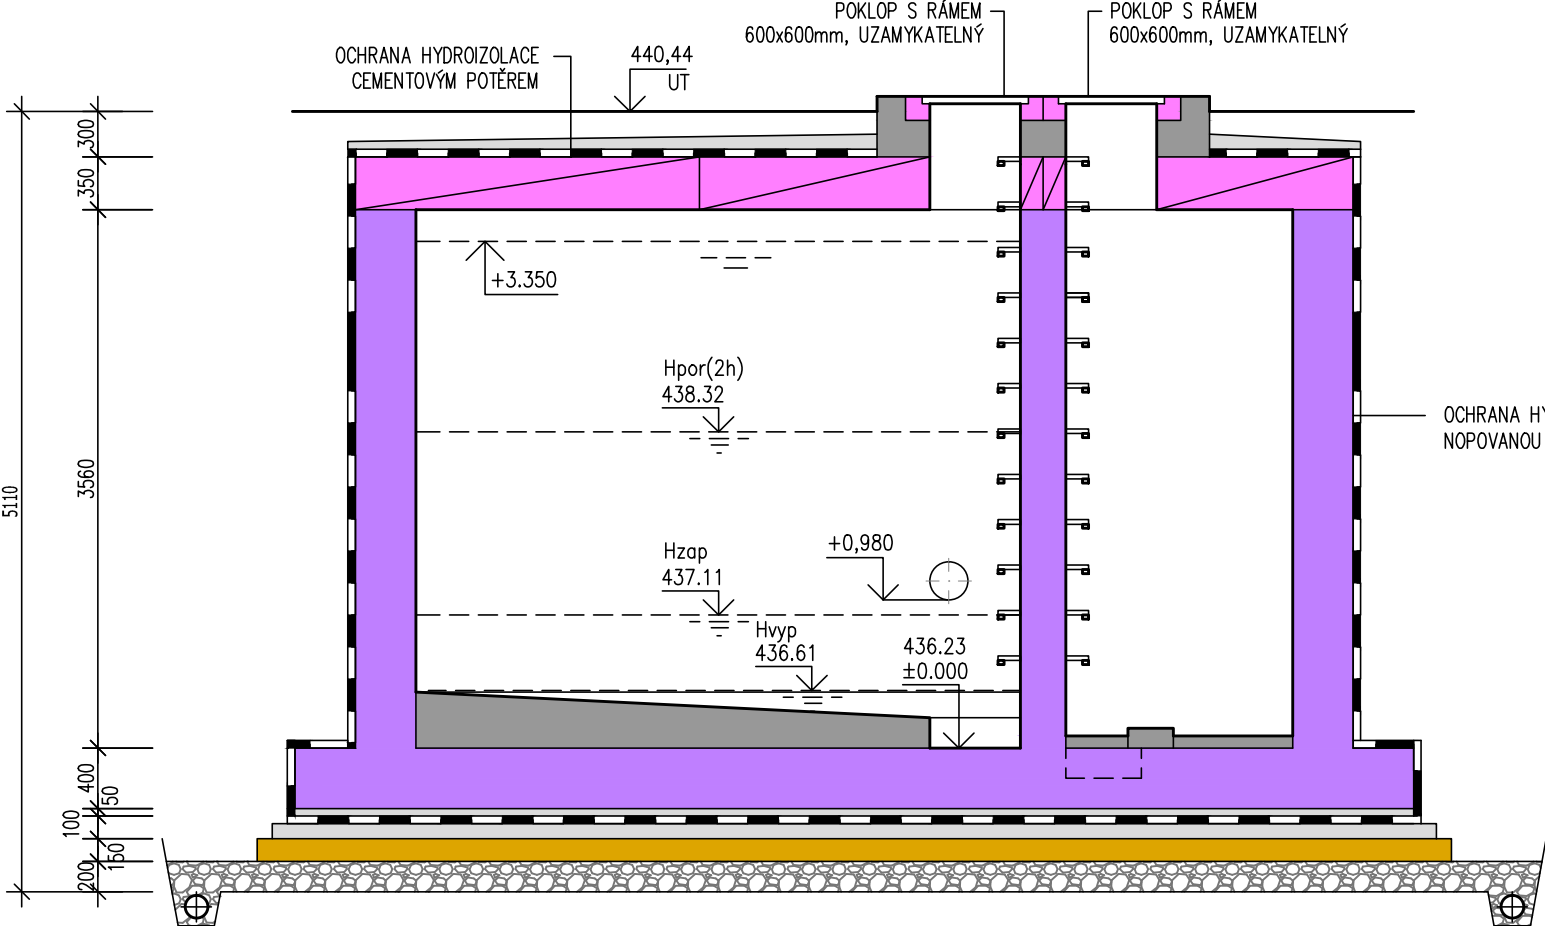 POKLOP S RÁMEM
600x600mm, UZAMYKATELNÝ
POKLOP S RÁMEM
600x600mm, UZAMYKATELNÝ
OCHRANA HYDROIZOLACE
CEMENTOVÝM POTĚREM
440,44
UT
300
350
+3.350
Hpor(2h)
438.32
OCHRANA HY
NOPOVANOU
3560
5110
+0,980
Hzap
437.11
Hvyp
436.61
436.23
±0.000
400
50
100
150
200